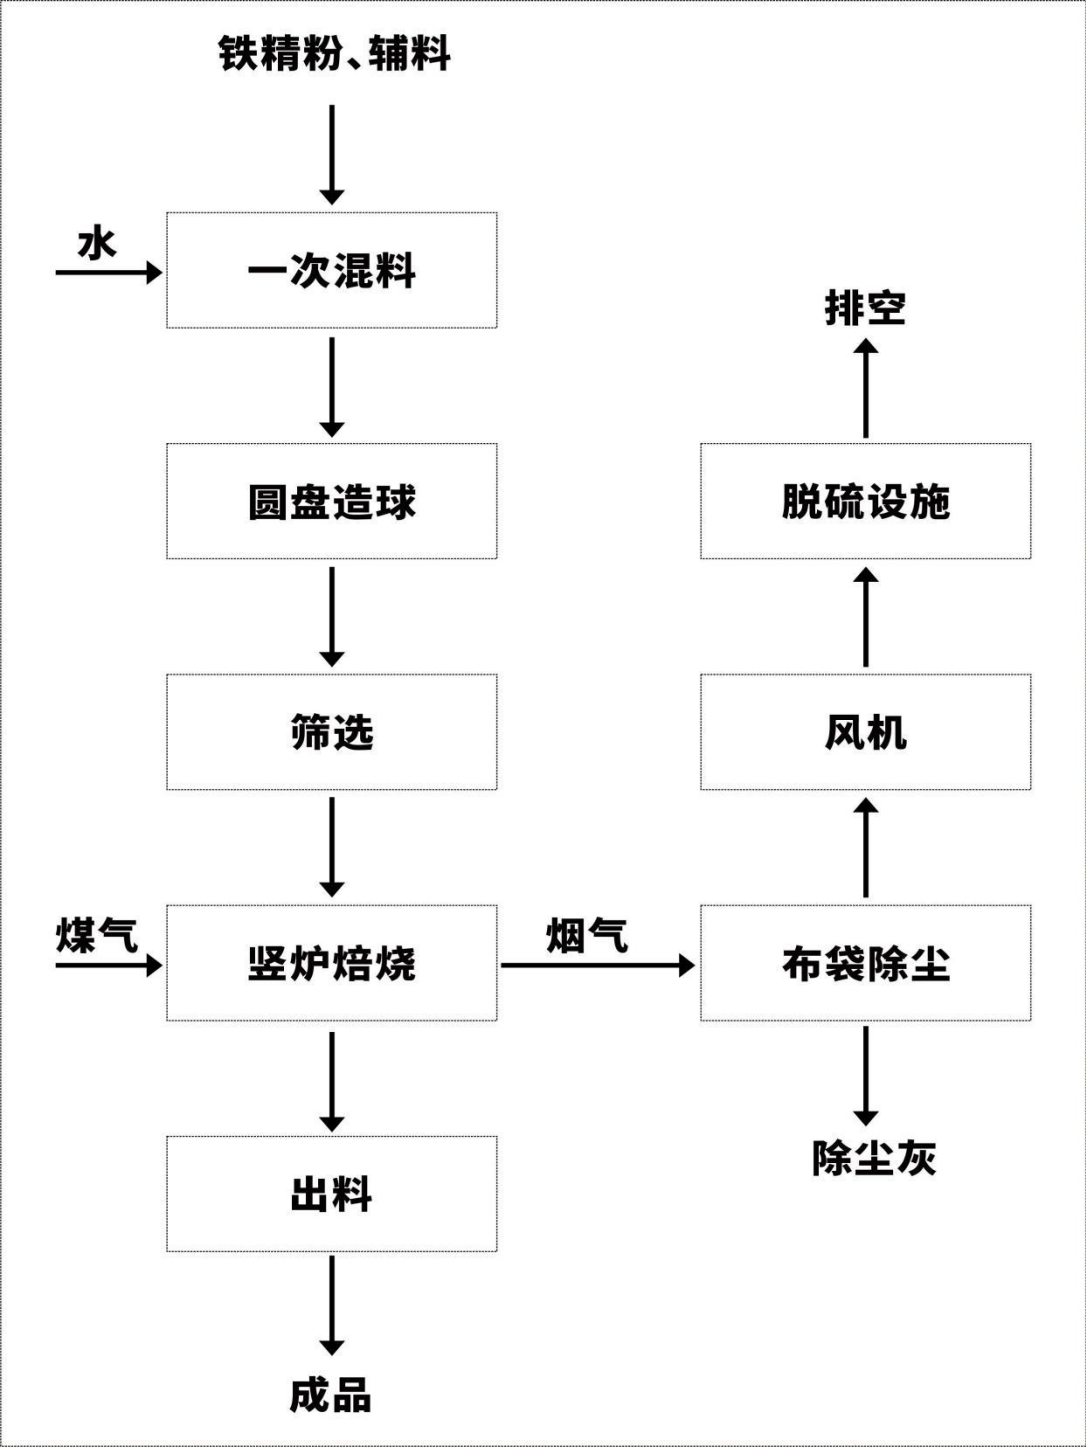 铁精粉、辅料
水
一次混料
圆盘造球
筛选
煤气
竖炉焙烧
出料
成品
烟气
排空
脱硫设施
风机
布袋除尘
除尘灰